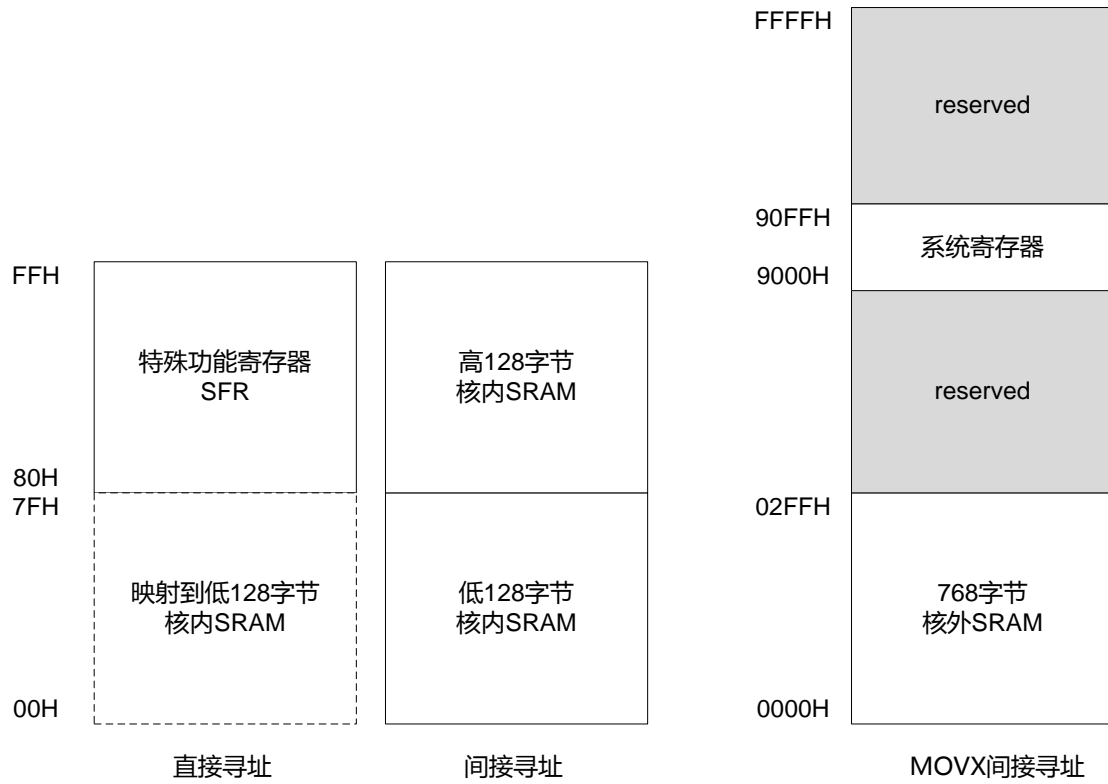 FFH
特殊功能寄存器
SFR
80H
7FH
映射到低128字节
核内SRAM
00H
直接寻址
高128字节
核内SRAM
低128字节
核内SRAM
间接寻址
FFFFH
reserved
90FFH
系统寄存器
9000H
reserved
02FFH
768字节
核外SRAM
0000H
MOVX间接寻址